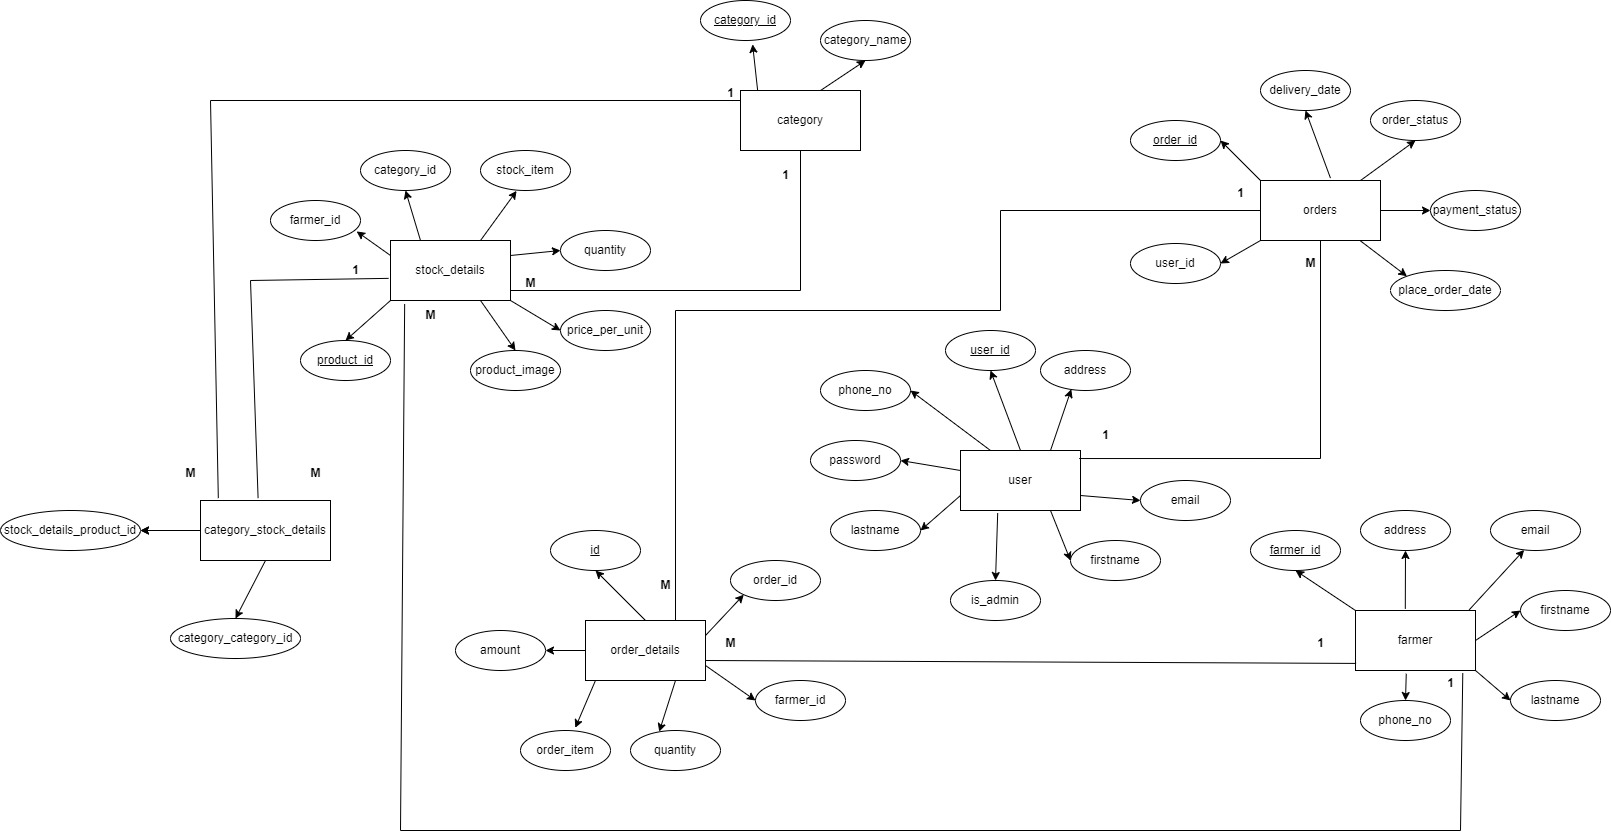 category_id
category_name
1
category
delivery_date
order_status
order_id
category_id
stock_item
1
1
orders
payment_status
farmer_id
quantity
user_id
M
1
stock_details
M
place_order_date
M
price_per_unit
product_id
product_image
user_id
address
phone_no
1
password
user
M
M
email
stock_details_product_id
category_stock_details
lastname
firstname
id
order_id
M
is_admin
farmer_id
address
email
firstname
category_category_id
amount
order_details
M
1
farmer
1
farmer_id
lastname
phone_no
order_item
quantity